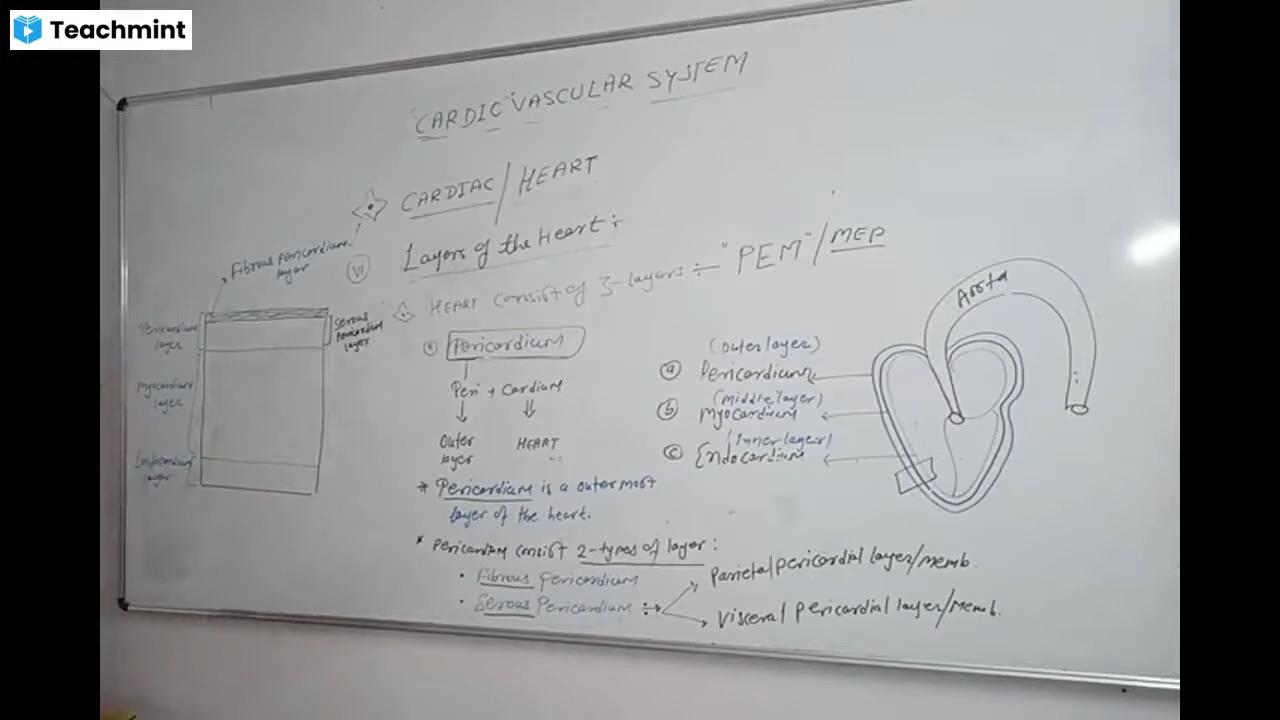 Teachmint
"CARDIO" VASCULAR SYSTEM
CARDIAC / HEART
VI
Layers of the Heart :
HEART consist of 3-layers ÷ "PEM" / MEP
Fibrous pericardium
layer
Pericardium
layer
Serous
pericardium
layer
Myocardium
layer
Endocardium
layer
Pericardium
Peri + Cardium
Outer
layer
HEART
* Pericardium is a outer most
layer of the heart.
* Pericardium consist 2-types of layer :
• Fibrous Pericardium
• Serous Pericardium ÷
Parietal pericardial layer/memb.
Visceral pericardial layer/Memb.
(Outer layer)
a Pericardium
(Middle layer)
b Myocardium
(Inner layer)
c Endocardium
Aorta